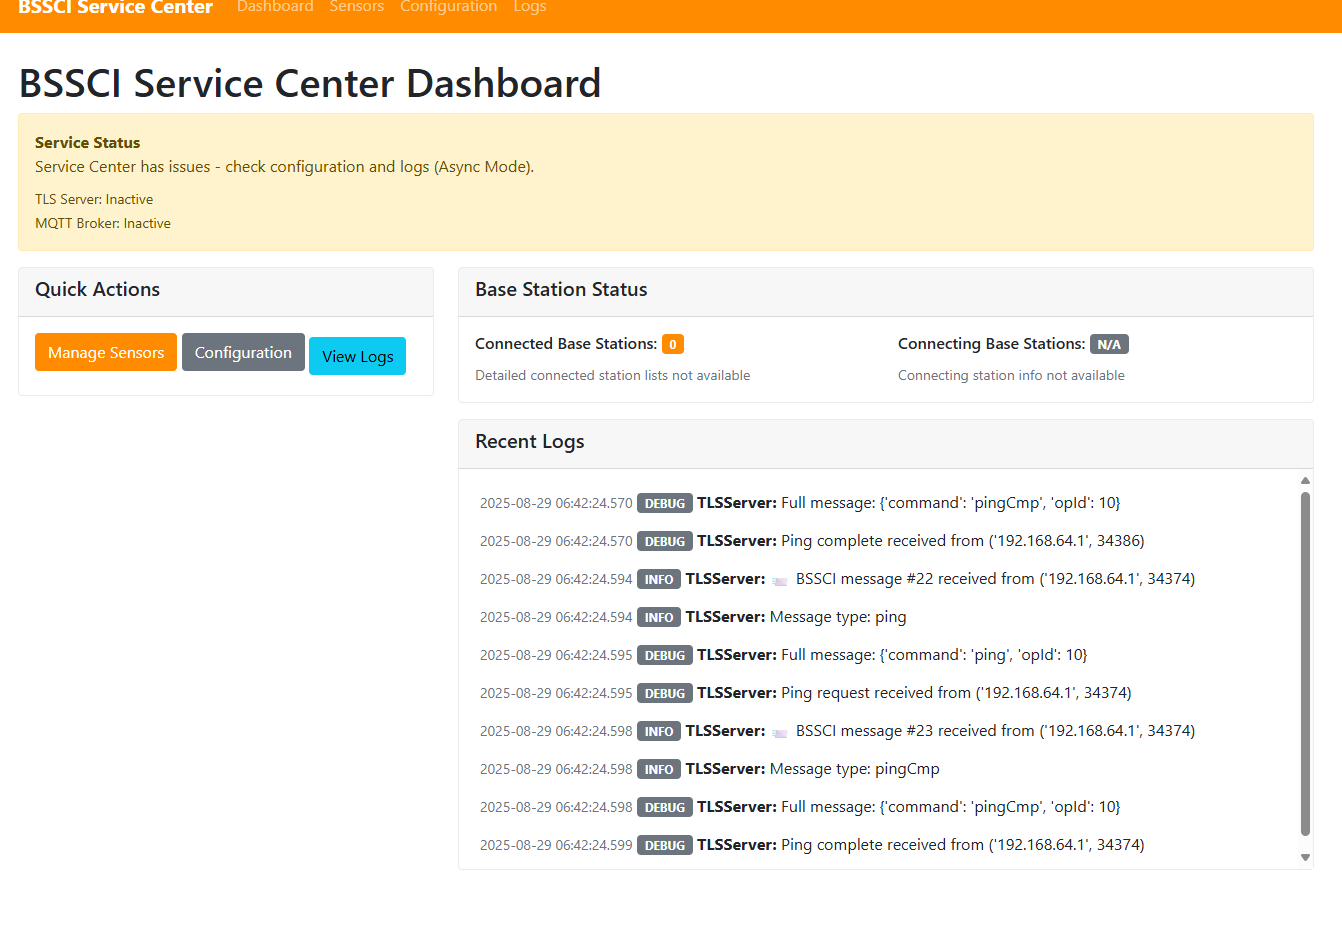 BSSCI Service Center Dashboard Sensors Configuration Logs
BSSCI Service Center Dashboard
Service Status
Service Center has issues - check configuration and logs (Async Mode).
TLS Server: Inactive
MQTT Broker: Inactive
Quick Actions
Manage Sensors Configuration View Logs
Base Station Status
Connected Base Stations: 0
Detailed connected station lists not available
Connecting Base Stations: N/A
Connecting station info not available
Recent Logs
2025-08-29 06:42:24.570 DEBUG TLSServer: Full message: {'command': 'pingCmp', 'opId': 10}
2025-08-29 06:42:24.570 DEBUG TLSServer: Ping complete received from ('192.168.64.1', 34386)
2025-08-29 06:42:24.594 INFO TLSServer: 📨 BSSCI message #22 received from ('192.168.64.1', 34374)
2025-08-29 06:42:24.594 INFO TLSServer: Message type: ping
2025-08-29 06:42:24.595 DEBUG TLSServer: Full message: {'command': 'ping', 'opId': 10}
2025-08-29 06:42:24.595 DEBUG TLSServer: Ping request received from ('192.168.64.1', 34374)
2025-08-29 06:42:24.598 INFO TLSServer: 📨 BSSCI message #23 received from ('192.168.64.1', 34374)
2025-08-29 06:42:24.598 INFO TLSServer: Message type: pingCmp
2025-08-29 06:42:24.598 DEBUG TLSServer: Full message: {'command': 'pingCmp', 'opId': 10}
2025-08-29 06:42:24.599 DEBUG TLSServer: Ping complete received from ('192.168.64.1', 34374)